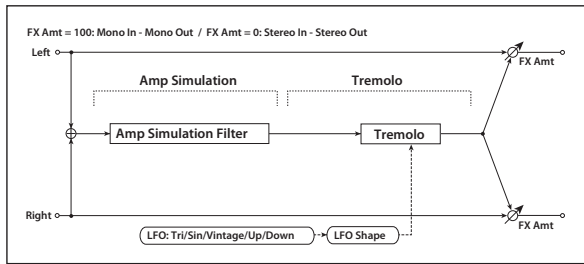 FX Amt = 100: Mono In - Mono Out / FX Amt = 0: Stereo In - Stereo Out
Left
FX Amt
Amp Simulation
Tremolo
Amp Simulation Filter
Tremolo
Right
FX Amt
LFO: Tri/Sin/Vintage/Up/Down
LFO Shape